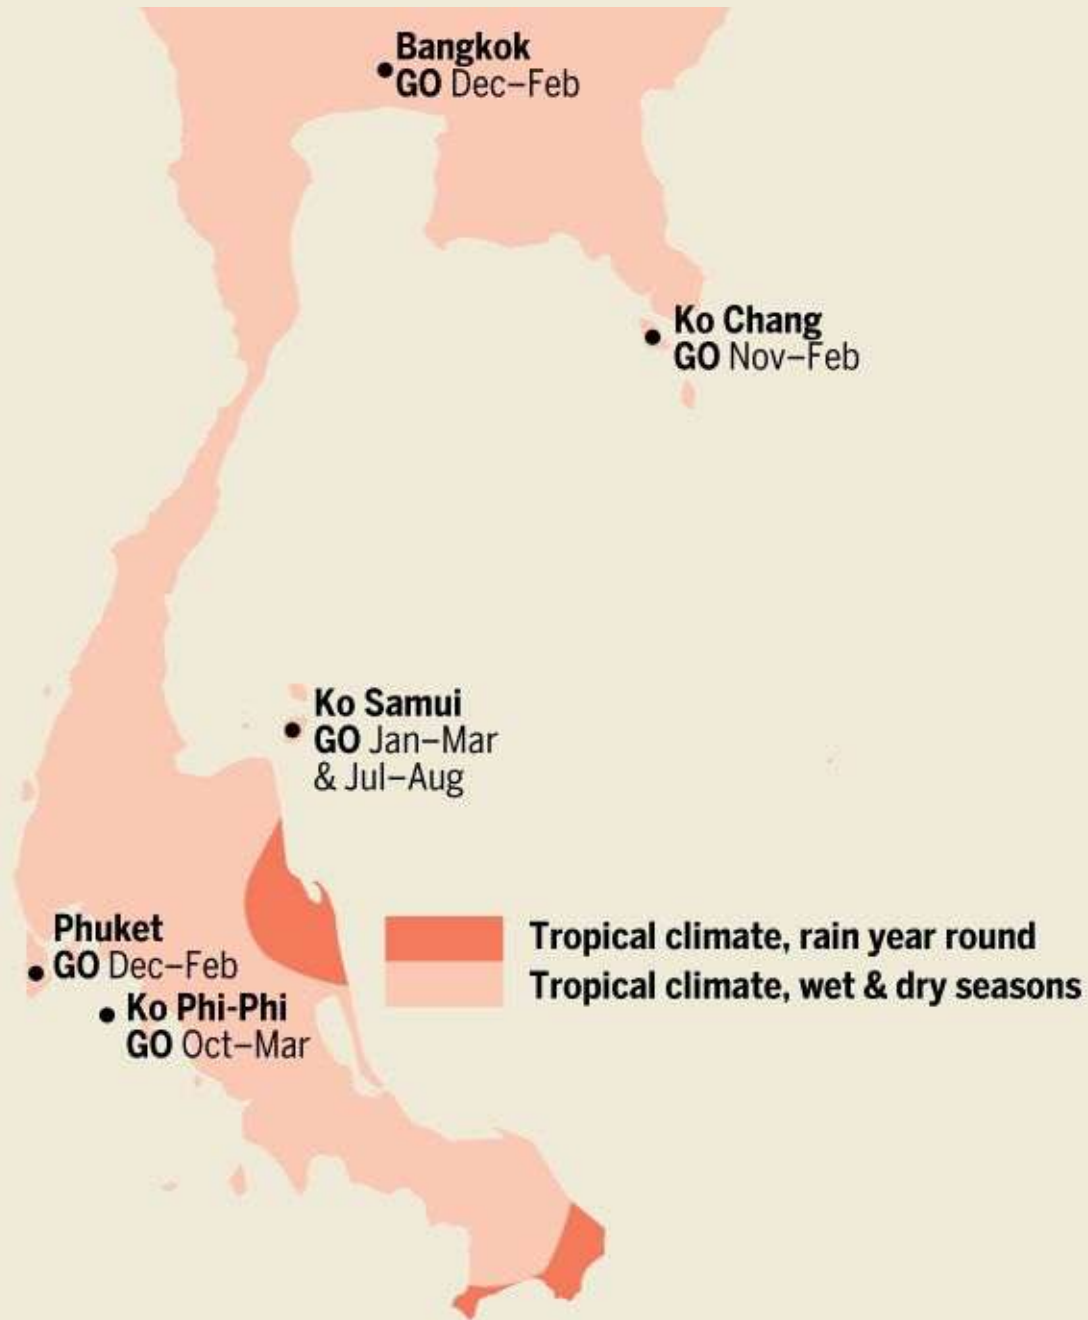 Bangkok
GO Dec–Feb
Ko Chang
GO Nov–Feb
Ko Samui
GO Jan–Mar
& Jul–Aug
Phuket
GO Dec–Feb
Ko Phi-Phi
GO Oct–Mar
Tropical climate, rain year round
Tropical climate, wet & dry seasons